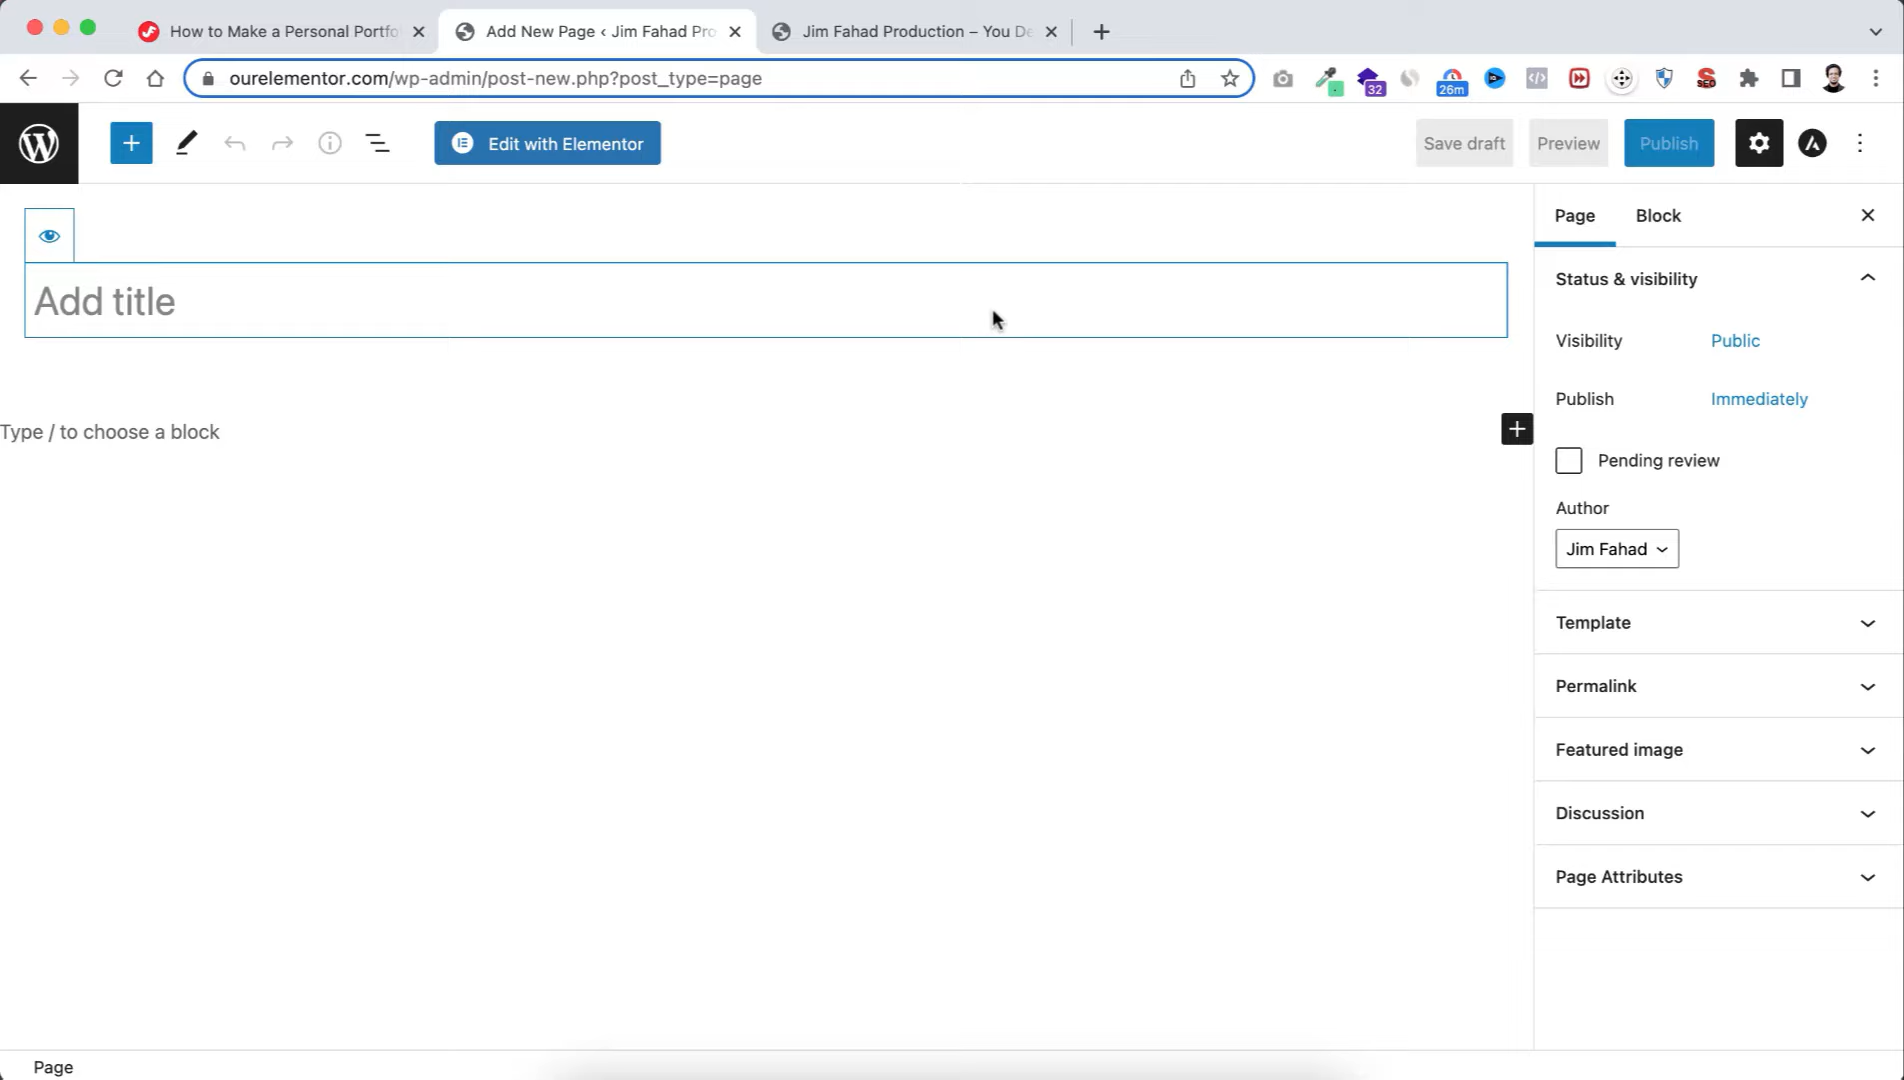 How to Make a Personal Portfo
Add New Page ‹ Jim Fahad Pro
Jim Fahad Production – You De
ourelementor.com/wp-admin/post-new.php?post_type=page
32
26m
SEO
Edit with Elementor
Save draft
Preview
Publish
Page
Block
Add title
Status & visibility
Visibility
Public
Publish
Immediately
Type / to choose a block
Pending review
Author
Jim Fahad
Template
Permalink
Featured image
Discussion
Page Attributes
Page